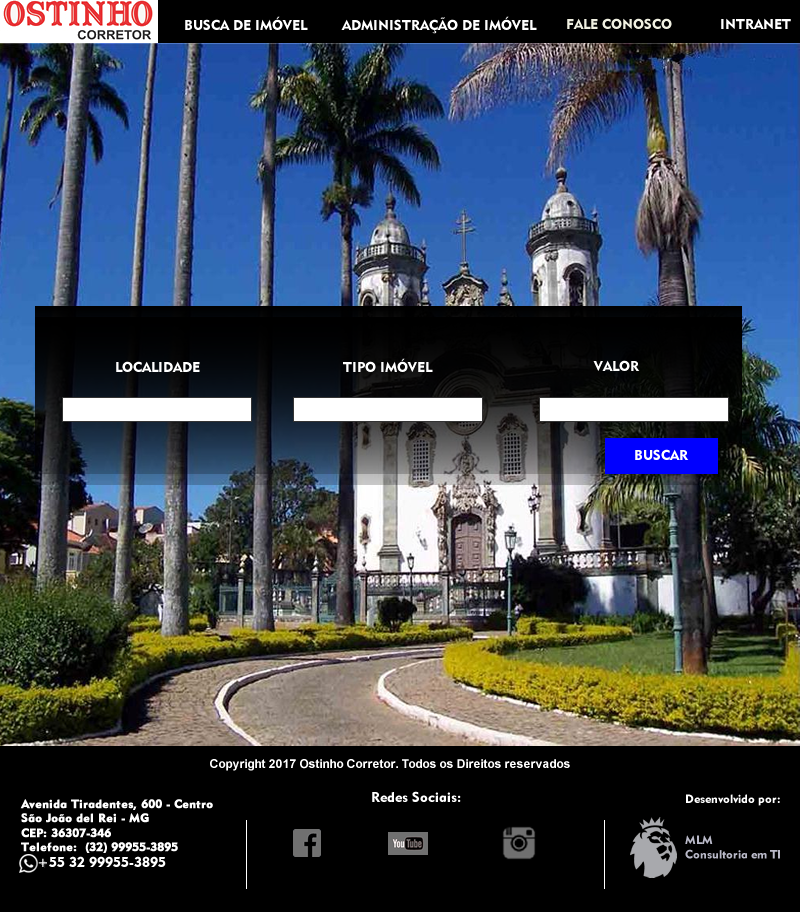 OSTINHO
CORRETOR
BUSCA DE IMÓVEL
ADMINISTRAÇÃO DE IMÓVEL
FALE CONOSCO
INTRANET
LOCALIDADE
TIPO IMÓVEL
VALOR
BUSCAR
Copyright 2017 Ostinho Corretor. Todos os Direitos reservados
Avenida Tiradentes, 600 - Centro
São João del Rei - MG
CEP: 36307-346
Telefone: (32) 99955-3895
+55 32 99955-3895
Redes Sociais:
You Tube
Desenvolvido por:
MLM
Consultoria em TI